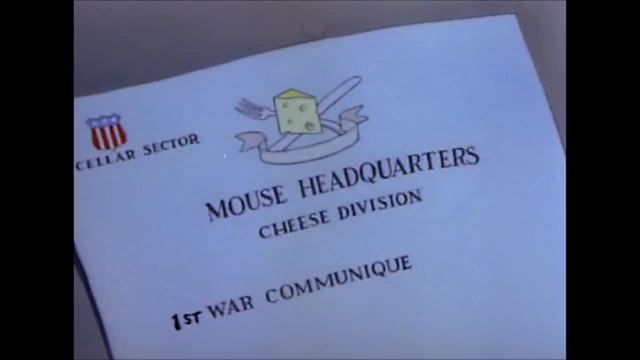 CELLAR SECTOR
MOUSE HEADQUARTERS
CHEESE DIVISION
1ST WAR COMMUNIQUE